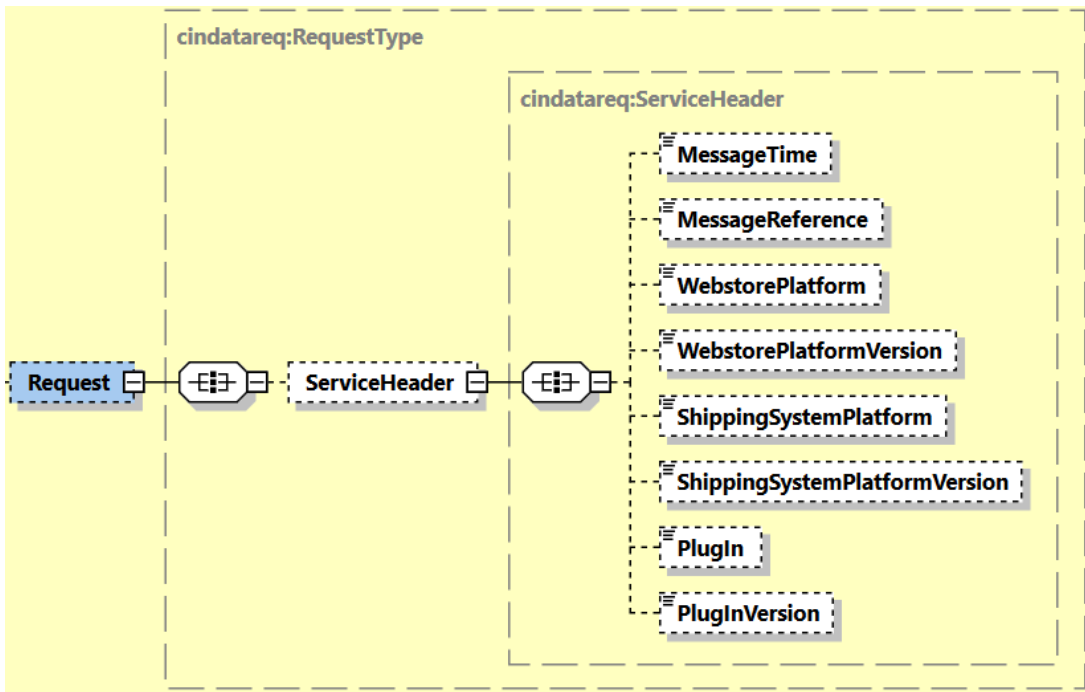 cindatareq:RequestType
cindatareq:ServiceHeader
MessageTime
MessageReference
WebstorePlatform
WebstorePlatformVersion
Request
ServiceHeader
ShippingSystemPlatform
ShippingSystemPlatformVersion
PlugIn
PlugInVersion